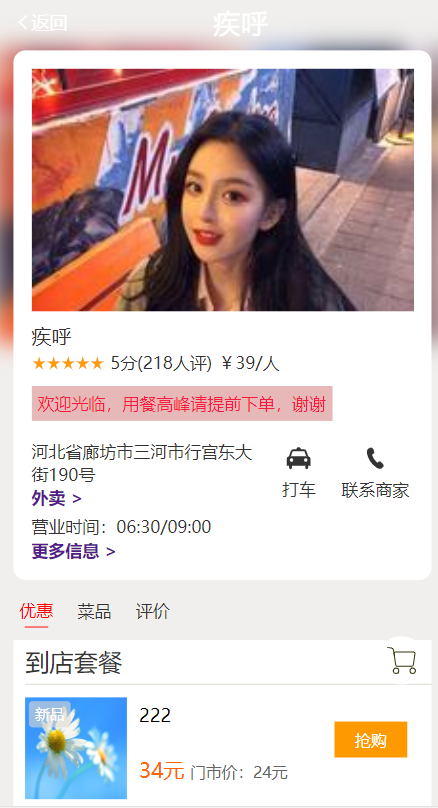 返回
疾呼
疾呼
★★★★★ 5分(218人评) ￥39/人
欢迎光临，用餐高峰请提前下单，谢谢
河北省廊坊市三河市行宫东大
街190号
外卖 >
打车
联系商家
营业时间：06:30/09:00
更多信息 >
优惠 菜品 评价
到店套餐
新品
222
抢购
34元 门市价：24元